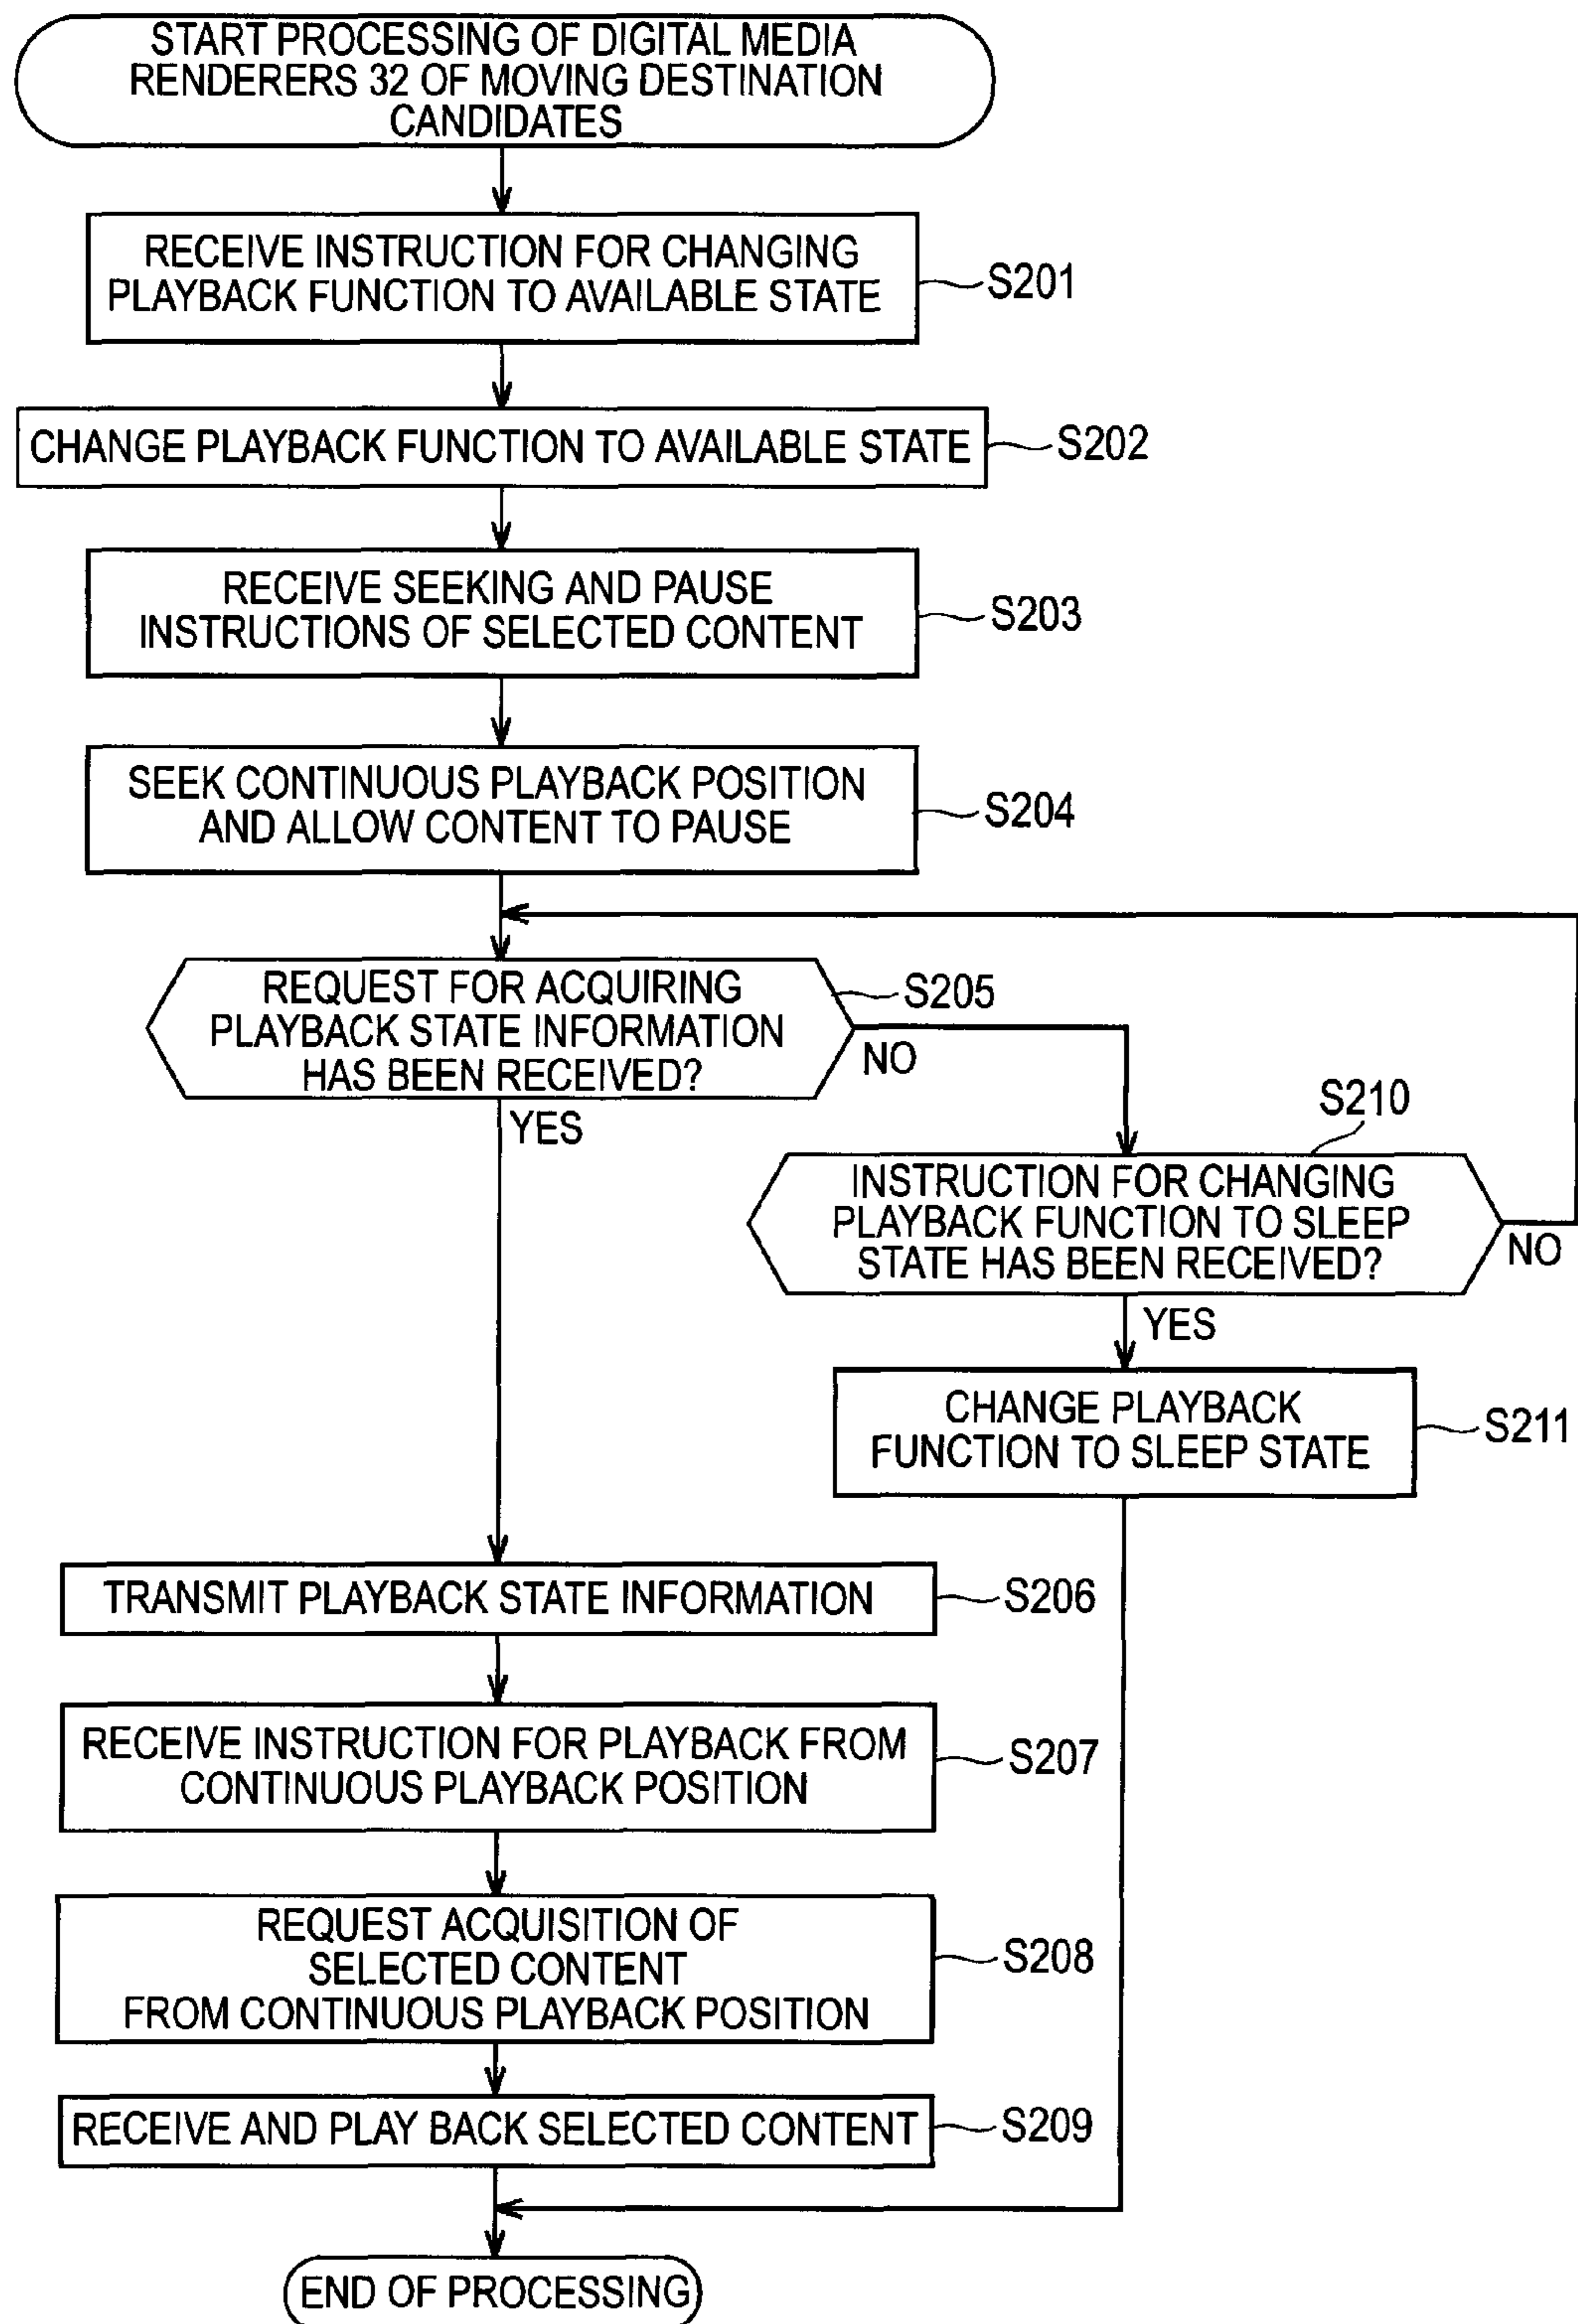 START PROCESSING OF DIGITAL MEDIA
RENDERERS 32 OF MOVING DESTINATION
CANDIDATES
RECEIVE INSTRUCTION FOR CHANGING
PLAYBACK FUNCTION TO AVAILABLE STATE
S201
CHANGE PLAYBACK FUNCTION TO AVAILABLE STATE
S202
RECEIVE SEEKING AND PAUSE
INSTRUCTIONS OF SELECTED CONTENT
S203
SEEK CONTINUOUS PLAYBACK POSITION
AND ALLOW CONTENT TO PAUSE
S204
REQUEST FOR ACQUIRING
PLAYBACK STATE INFORMATION
HAS BEEN RECEIVED?
S205
NO
YES
S210
INSTRUCTION FOR CHANGING
PLAYBACK FUNCTION TO SLEEP
STATE HAS BEEN RECEIVED?
NO
YES
CHANGE PLAYBACK
FUNCTION TO SLEEP STATE
S211
TRANSMIT PLAYBACK STATE INFORMATION
S206
RECEIVE INSTRUCTION FOR PLAYBACK FROM
CONTINUOUS PLAYBACK POSITION
S207
REQUEST ACQUISITION OF
SELECTED CONTENT
FROM CONTINUOUS PLAYBACK POSITION
S208
RECEIVE AND PLAY BACK SELECTED CONTENT
S209
END OF PROCESSING